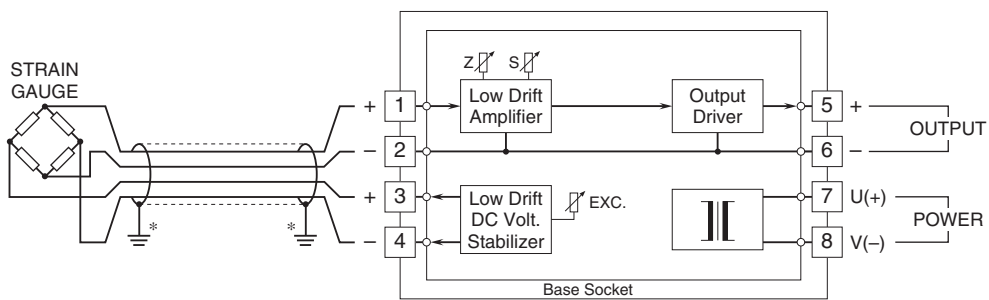 STRAIN
GAUGE
Z
S
+ 1
Low Drift
Amplifier
Output
Driver
5 +
– 2
6 –
OUTPUT
+ 3
Low Drift
DC Volt.
Stabilizer
EXC.
7 U(+)
– 4
8 V(–)
POWER
*
*
Base Socket